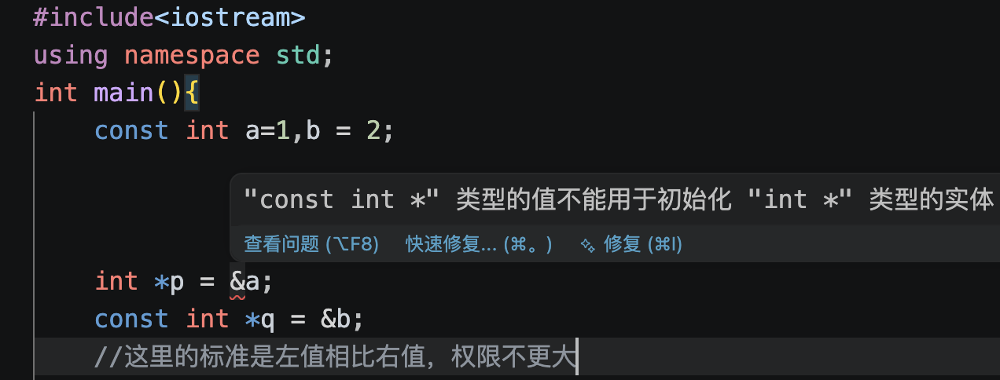 #include<iostream>
using namespace std;
int main(){
const int a=1,b = 2;
"const int *" 类型的值不能用于初始化 "int *" 类型的实体
查看问题 (⌥F8) 快速修复... (⌘。) 修复 (⌘I)
int *p = &a;
const int *q = &b;
//这里的标准是左值相比右值，权限不更大